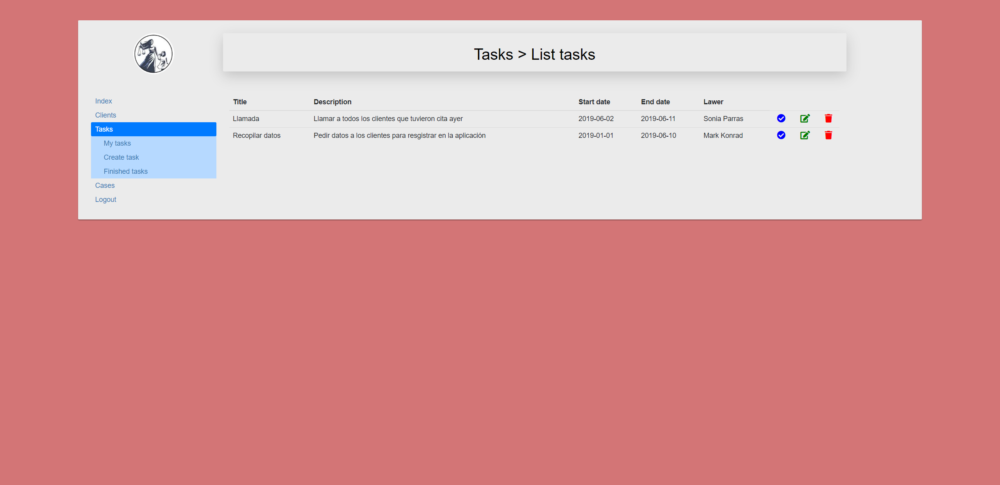 Tasks > List tasks
Index
Clients
Tasks
My tasks
Create task
Finished tasks
Cases
Logout
Title Description Start date End date Lawer
Llamada Llamar a todos los clientes que tuvieron cita ayer 2019-06-02 2019-06-11 Sonia Parras
Recopilar datos Pedir datos a los clientes para resgistrar en la aplicación 2019-01-01 2019-06-10 Mark Konrad